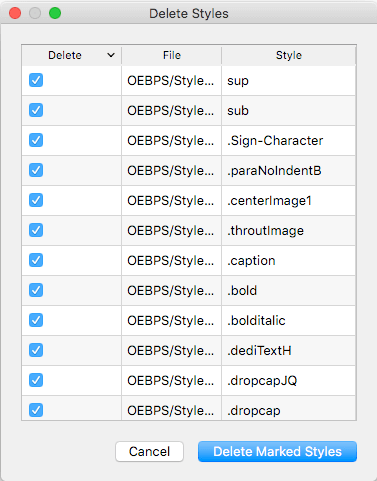 Delete Styles
Delete File Style
OEBPS/Style... sup
OEBPS/Style... sub
OEBPS/Style... .Sign-Character
OEBPS/Style... .paraNoIndentB
OEBPS/Style... .centerImage1
OEBPS/Style... .throutImage
OEBPS/Style... .caption
OEBPS/Style... .bold
OEBPS/Style... .bolditalic
OEBPS/Style... .dediTextH
OEBPS/Style... .dropcapJQ
OEBPS/Style... .dropcap
Cancel Delete Marked Styles